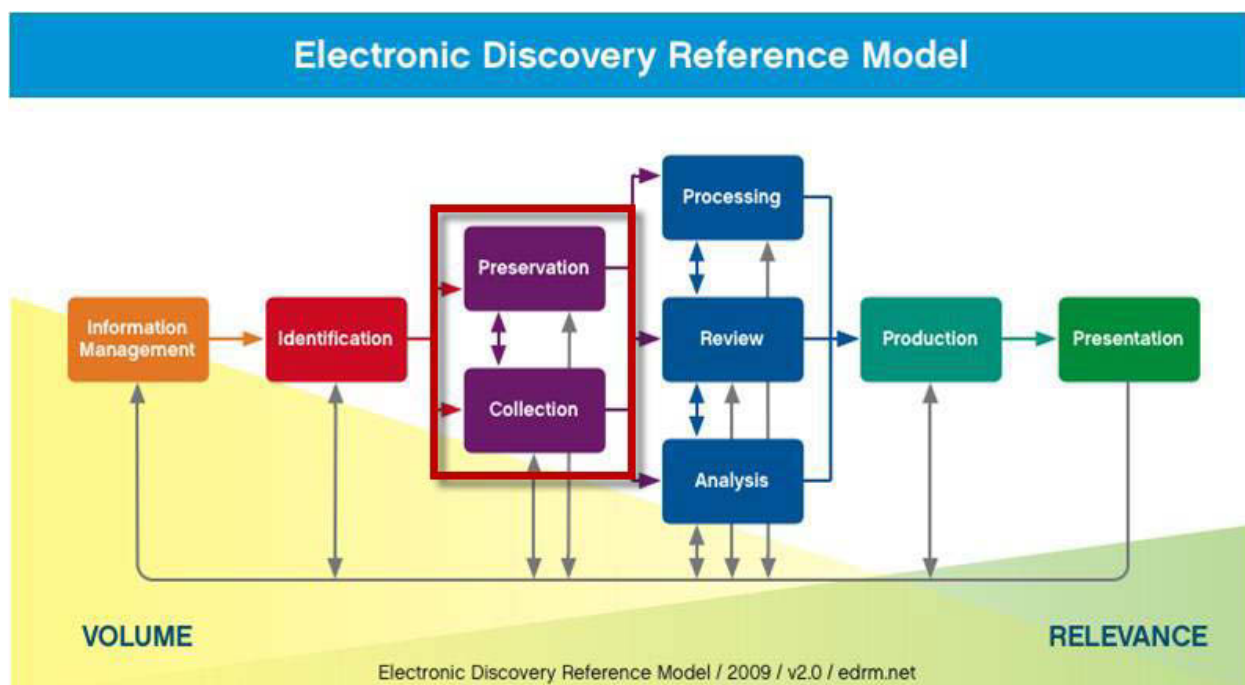 Electronic Discovery Reference Model
Processing
Preservation
Information
Management
Identification
Review
Production
Presentation
Collection
Analysis
VOLUME
RELEVANCE
Electronic Discovery Reference Model / 2009 / v2.0 / edrm.net